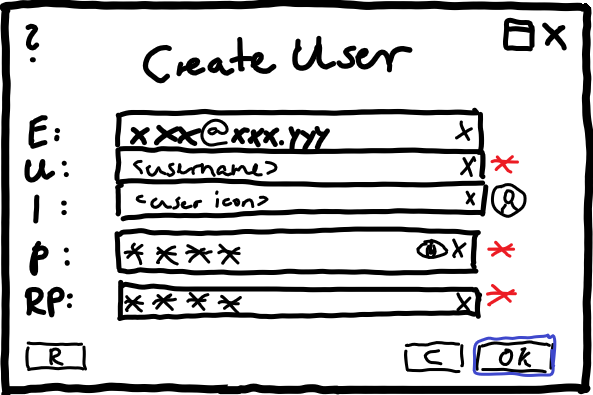 ? X
Create User
E: xxx@xxx.yyy X
U: <username> X *
I: <user icon> x
P: **** X *
RP: **** X *
R C OK